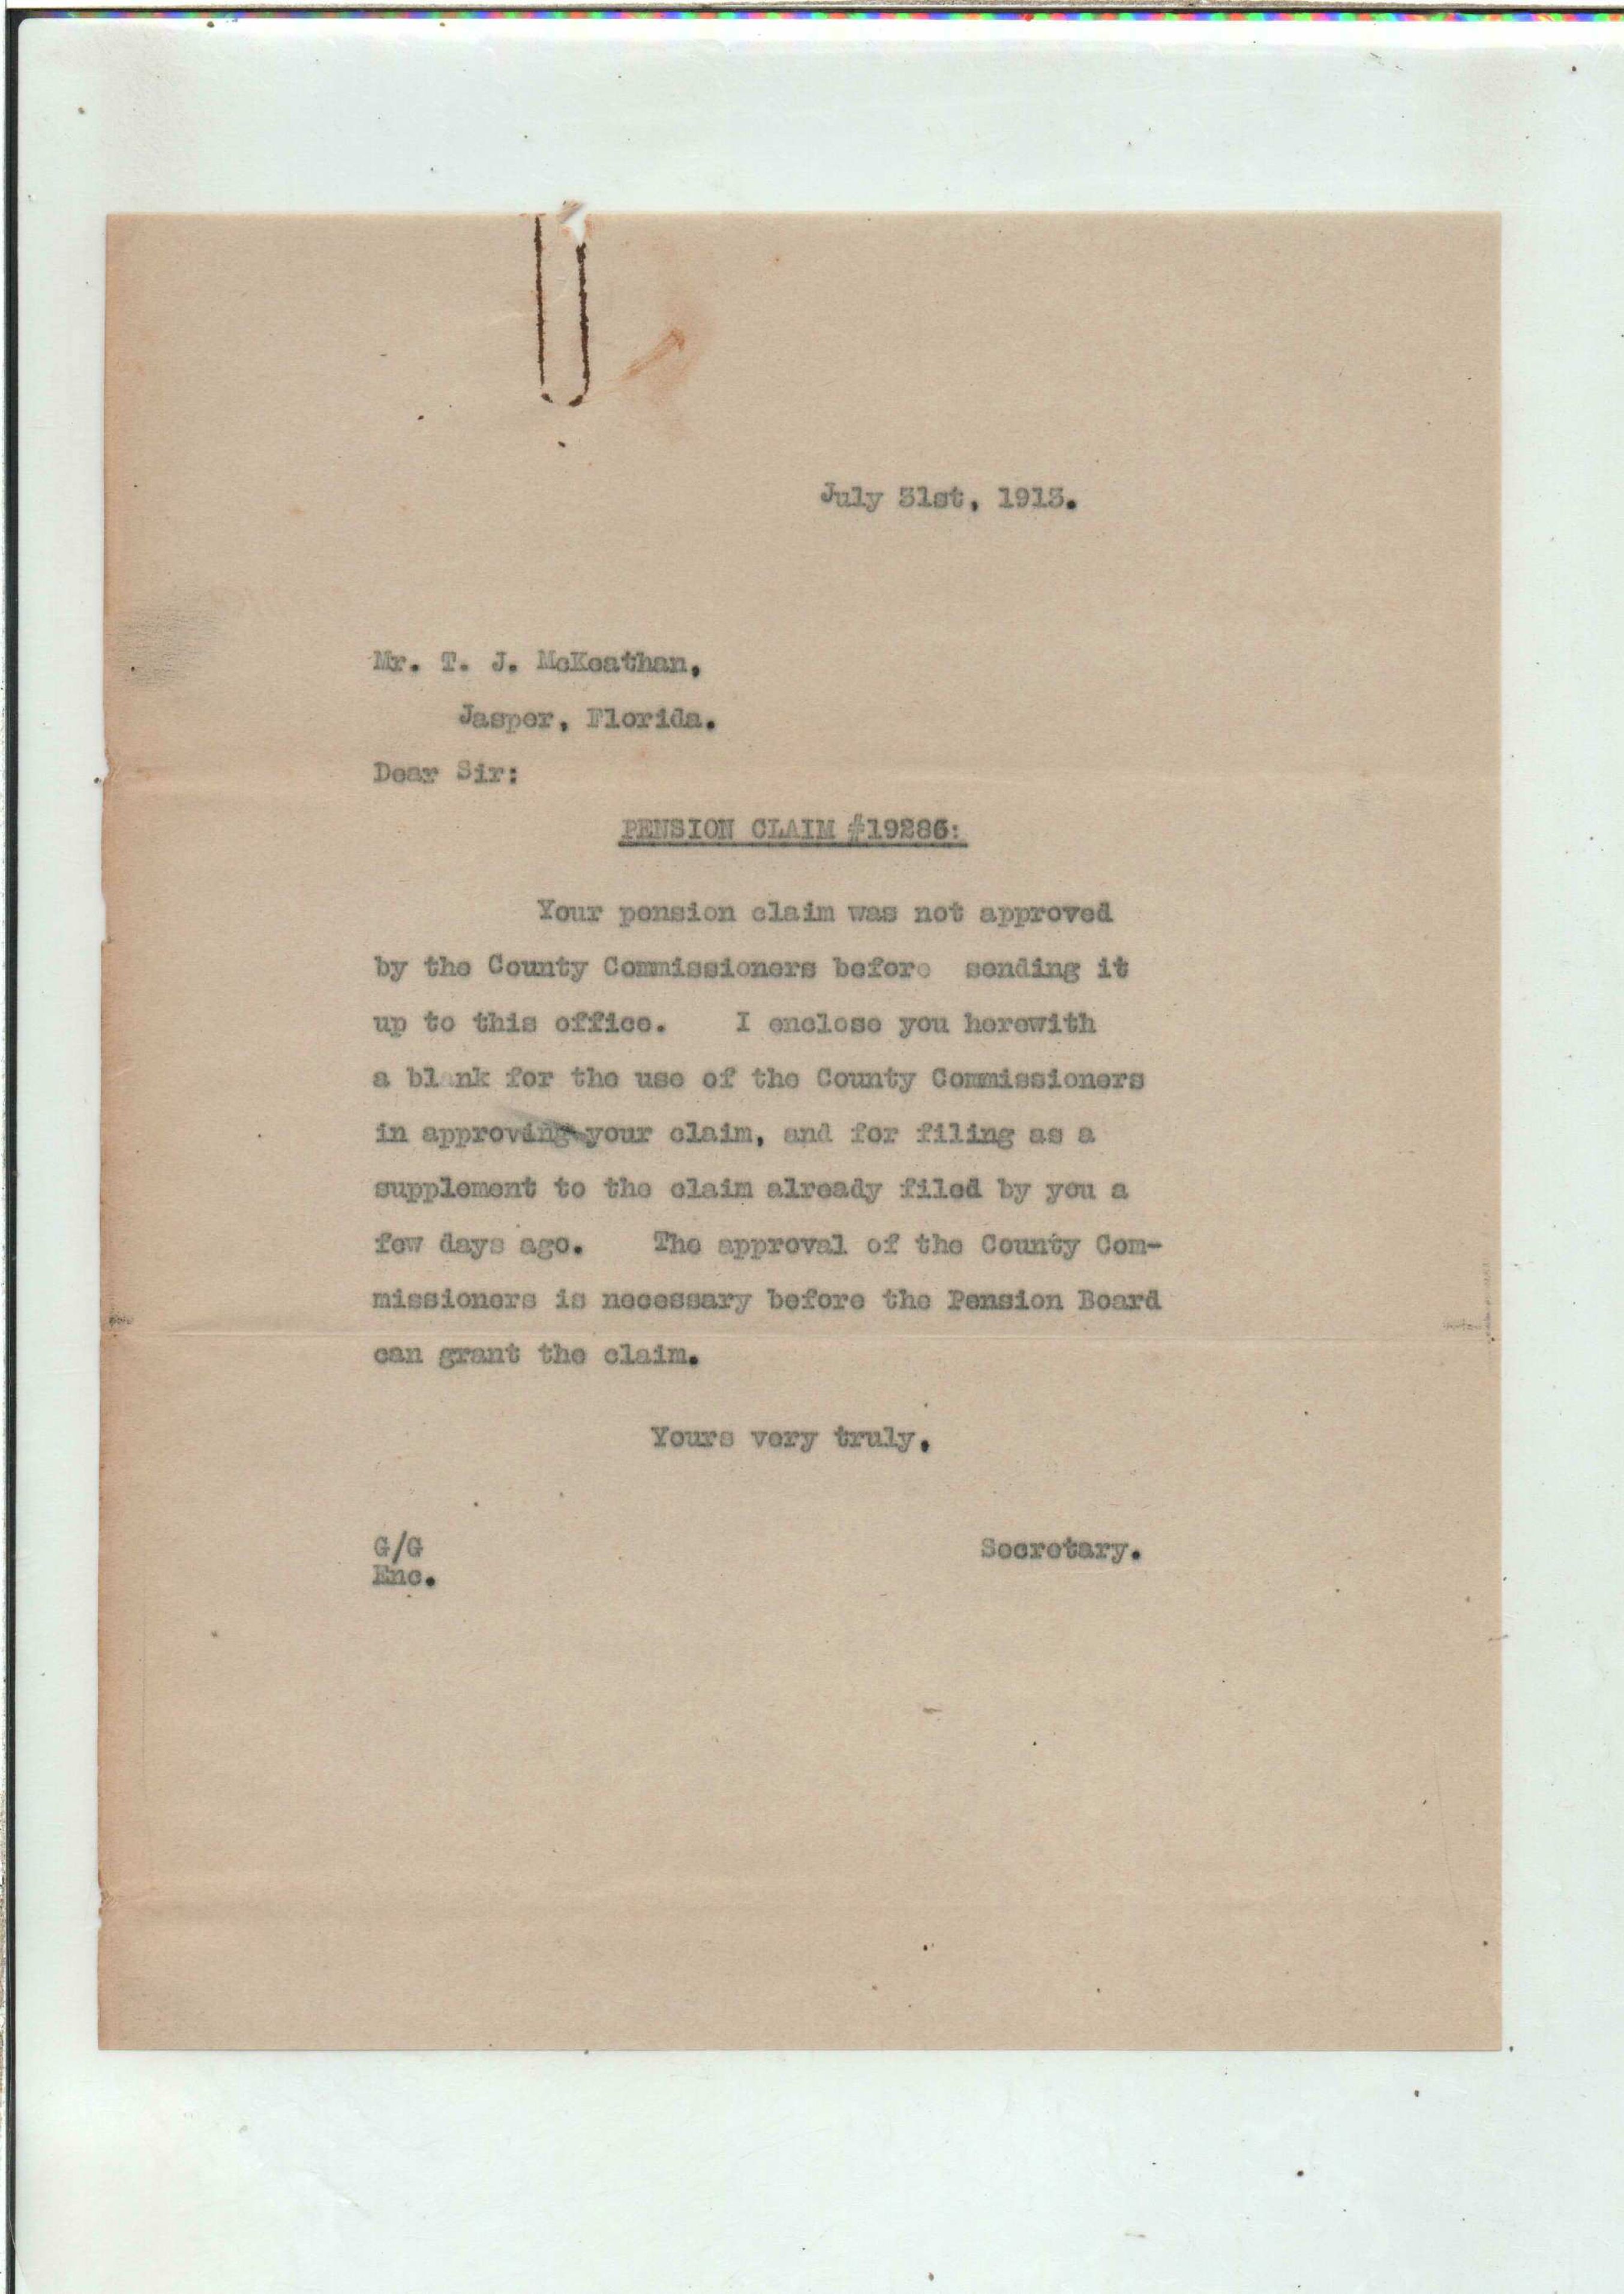 July 31st, 1913.
Mr. T. J. McKeathan,
Jasper, Florida.
Dear Sir:
PENSION CLAIM #19286:
Your pension claim was not approved
by the County Commissioners before sending it
up to this office. I enclose you herewith
a blank for the use of the County Commissioners
in approving your claim, and for filing as a
supplement to the claim already filed by you a
few days ago. The approval of the County Com-
missioners is necessary before the Pension Board
can grant the claim.
Yours very truly,
G/G Secretary.
Enc.